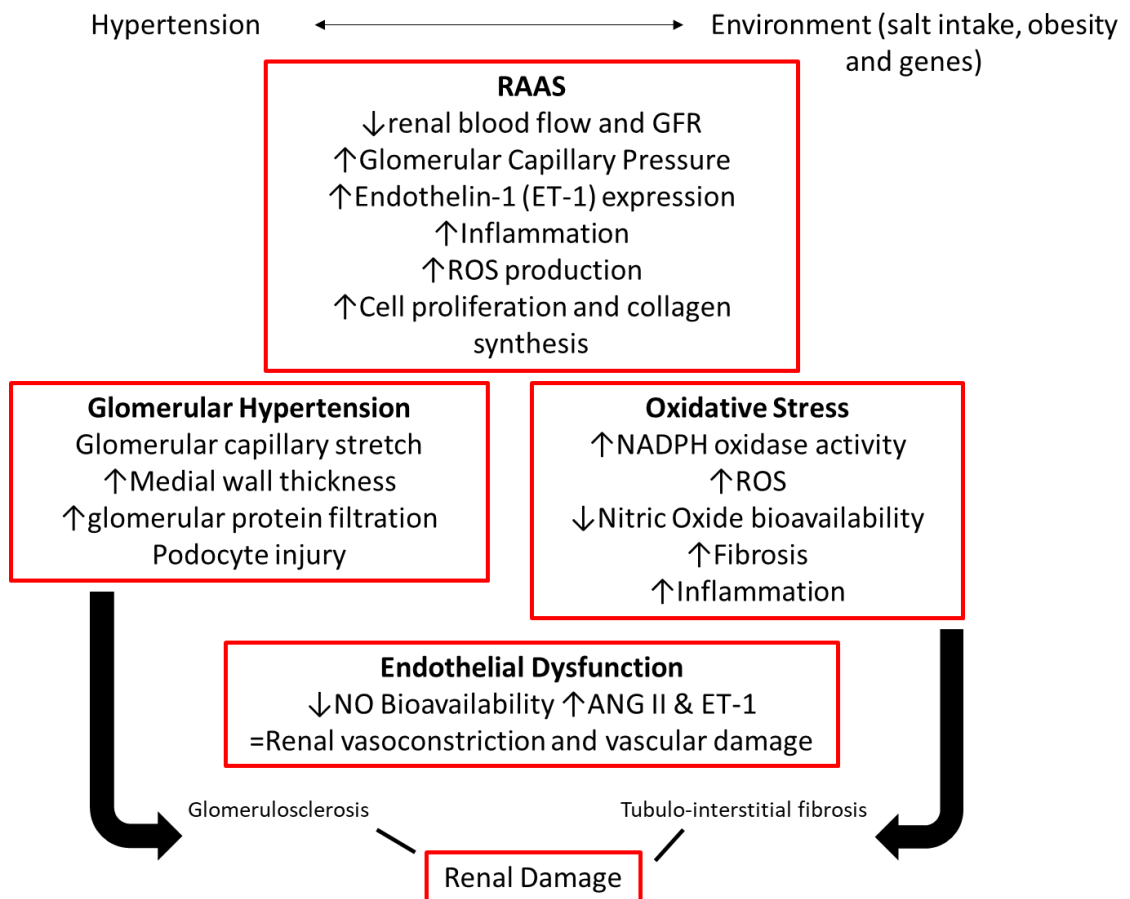 Hypertension
Environment (salt intake, obesity
and genes)
RAAS
↓renal blood flow and GFR
↑Glomerular Capillary Pressure
↑Endothelin-1 (ET-1) expression
↑Inflammation
↑ROS production
↑Cell proliferation and collagen
synthesis
Glomerular Hypertension
Glomerular capillary stretch
↑Medial wall thickness
↑glomerular protein filtration
Podocyte injury
Oxidative Stress
↑NADPH oxidase activity
↑ROS
↓Nitric Oxide bioavailability
↑Fibrosis
↑Inflammation
Endothelial Dysfunction
↓NO Bioavailability ↑ANG II & ET-1
=Renal vasoconstriction and vascular damage
Glomerulosclerosis
Tubulo-interstitial fibrosis
Renal Damage